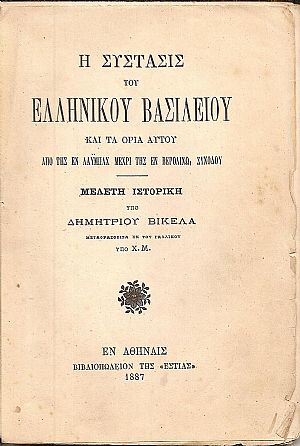 Η ΣΥΣΤΑΣΙΣ
ΤΟΥ
ΕΛΛΗΝΙΚΟΥ ΒΑΣΙΛΕΙΟΥ
ΚΑΙ ΤΑ ΟΡΙΑ ΑΥΤΟΥ
ΑΠΟ ΤΗΣ ΕΝ ΑΑΥΜΠΑΧ ΜΕΧΡΙ ΤΗΣ ΕΝ ΒΕΡΟΛΙΝΩ, ΣΥΝΟΔΟΥ
ΜΕΛΕΤΗ ΙΣΤΟΡΙΚΗ
ΥΠΟ
ΔΗΜΗΤΡΙΟΥ ΒΙΚΕΛΑ
ΜΕΤΑΦΡΑΣΘΕΙΣΑ ΕΚ ΤΟΥ ΓΑΛΛΙΚΟΥ
ΥΠΟ Χ. Μ.
ΕΝ ΑΘΗΝΑΙΣ
ΒΙΒΛΙΟΠΩΛΕΙΟΝ ΤΗΣ «ΕΣΤΙΑΣ»
1887